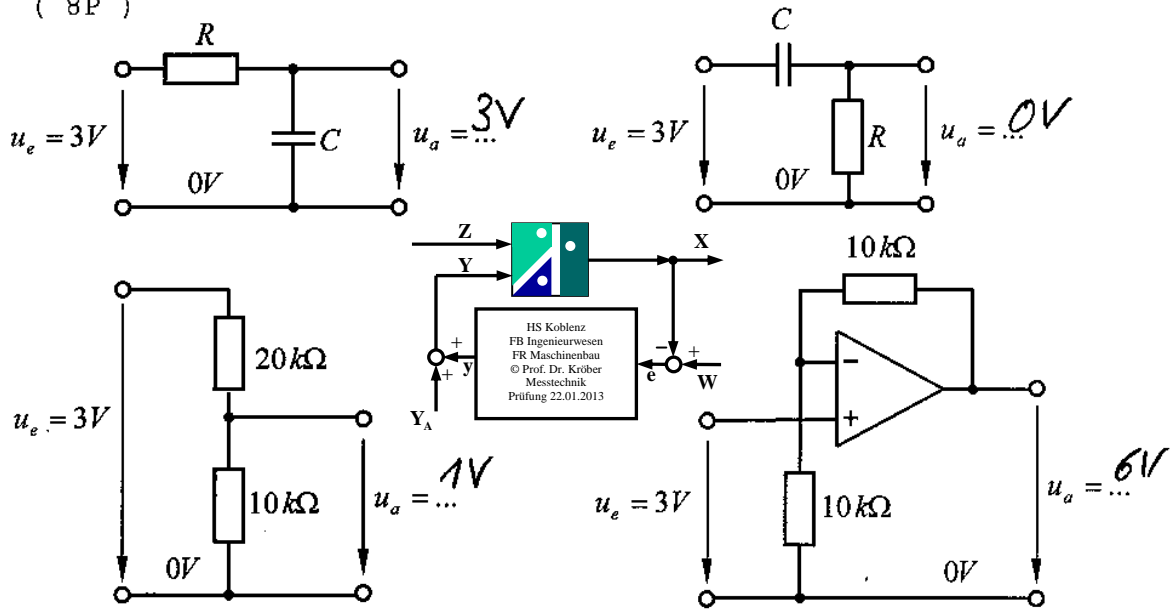 ( 8P )
R
C
u_e = 3V
0V
u_a = ... 3V
C
R
u_e = 3V
0V
u_a = ... 0V
20kΩ
10kΩ
u_e = 3V
0V
u_a = ... 1V
Z
Y
X
+
+
y
Y_A
HS Koblenz
FB Ingenieurwesen
FR Maschinenbau
© Prof. Dr. Kröber
Messtechnik
Prüfung 22.01.2013
−
+
e
W
10kΩ
−
+
10kΩ
u_e = 3V
0V
u_a = ... 6V